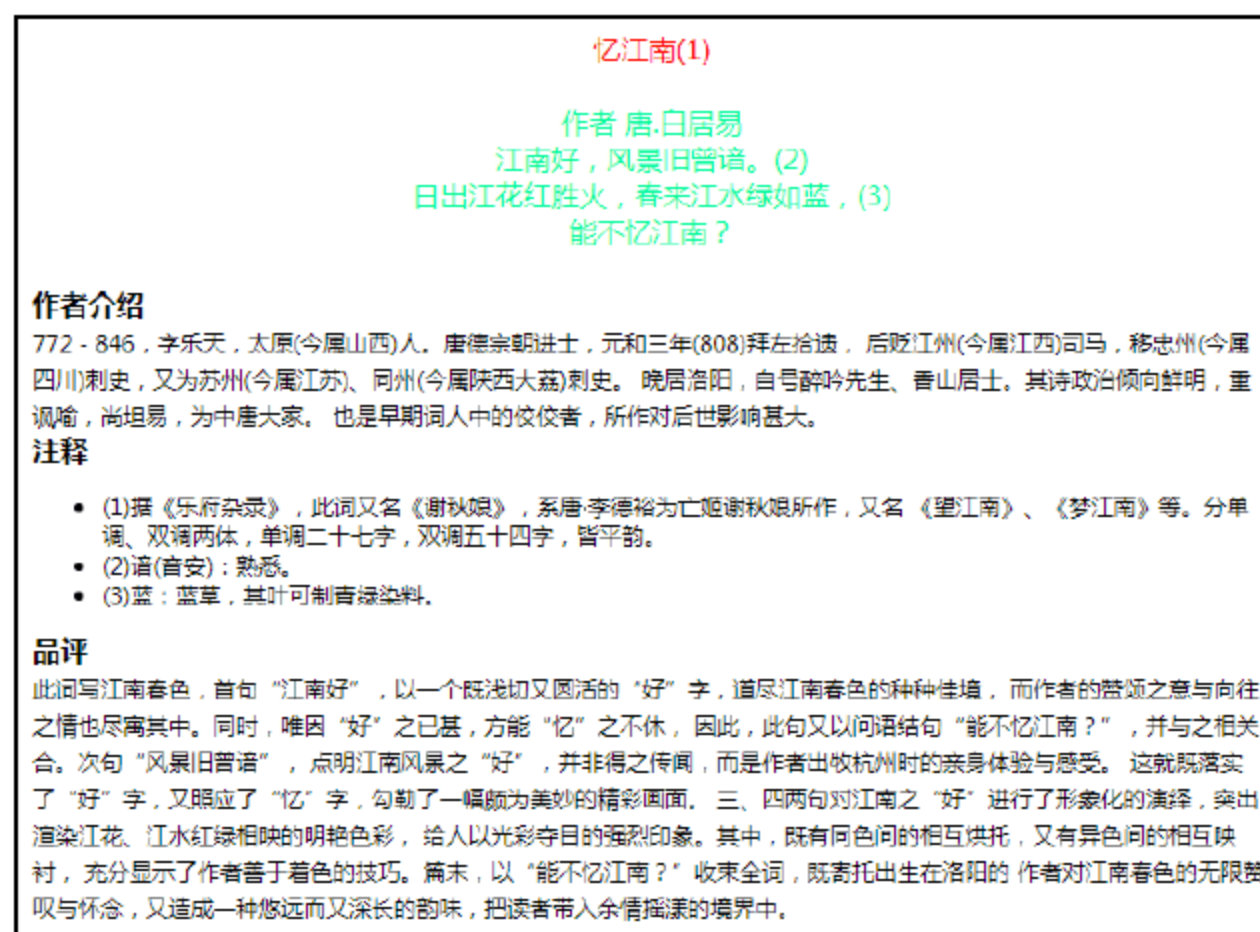 忆江南(1)
作者 唐.白居易
江南好，风景旧曾谙。(2)
日出江花红胜火，春来江水绿如蓝，(3)
能不忆江南？
作者介绍
772 - 846，字乐天，太原(今属山西)人。唐德宗朝进士，元和三年(808)拜左拾遗， 后贬江州(今属江西)司马，移忠州(今属
四川)刺史，又为苏州(今属江苏)、同州(今属陕西大荔)刺史。 晚居洛阳，自号醉吟先生、香山居士。其诗政治倾向鲜明，重
讽喻，尚坦易，为中唐大家。 也是早期词人中的佼佼者，所作对后世影响甚大。
注释
• (1)据《乐府杂录》，此词又名《谢秋娘》，系唐·李德裕为亡姬谢秋娘所作，又名 《望江南》、《梦江南》等。分单
调、双调两体，单调二十七字，双调五十四字，皆平韵。
• (2)谙(音安)：熟悉。
• (3)蓝：蓝草，其叶可制青绿染料。
品评
此词写江南春色，首句“江南好”，以一个既浅切又圆活的“好”字，道尽江南春色的种种佳境， 而作者的赞颂之意与向往
之情也尽寓其中。同时，唯因“好”之已甚，方能“忆”之不休， 因此，此句又以问语结句“能不忆江南？”，并与之相关
合。次句“风景旧曾谙”， 点明江南风景之“好”，并非得之传闻，而是作者出牧杭州时的亲身体验与感受。 这就既落实
了“好”字，又照应了“忆”字，勾勒了一幅颇为美妙的精彩画面。 三、四两句对江南之“好”进行了形象化的演绎，突出
渲染江花、江水红绿相映的明艳色彩， 给人以光彩夺目的强烈印象。其中，既有同色间的相互烘托，又有异色间的相互映
衬， 充分显示了作者善于着色的技巧。篇末，以“能不忆江南？”收束全词，既寄托出生在洛阳的 作者对江南春色的无限赞
叹与怀念，又造成一种悠远而又深长的韵味，把读者带入余情摇漾的境界中。